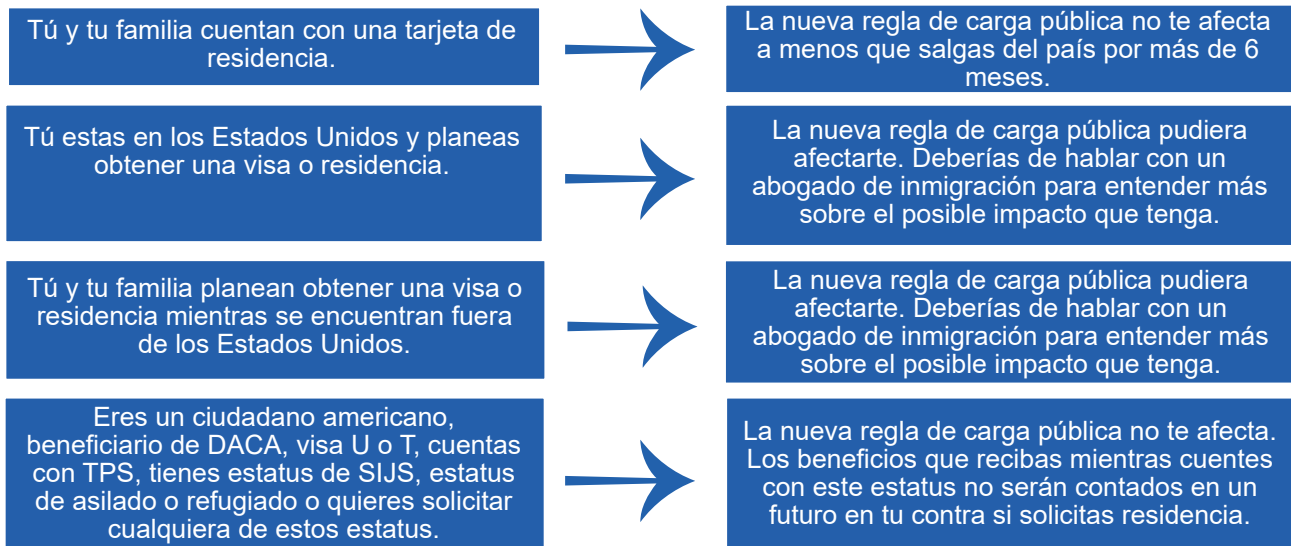 Tú y tu familia cuentan con una tarjeta de
residencia.
La nueva regla de carga pública no te afecta
a menos que salgas del país por más de 6
meses.
Tú estas en los Estados Unidos y planeas
obtener una visa o residencia.
La nueva regla de carga pública pudiera
afectarte. Deberías de hablar con un
abogado de inmigración para entender más
sobre el posible impacto que tenga.
Tú y tu familia planean obtener una visa o
residencia mientras se encuentran fuera
de los Estados Unidos.
La nueva regla de carga pública pudiera
afectarte. Deberías de hablar con un
abogado de inmigración para entender más
sobre el posible impacto que tenga.
Eres un ciudadano americano,
beneficiario de DACA, visa U o T, cuentas
con TPS, tienes estatus de SIJS, estatus
de asilado o refugiado o quieres solicitar
cualquiera de estos estatus.
La nueva regla de carga pública no te afecta.
Los beneficios que recibas mientras cuentes
con este estatus no serán contados en un
futuro en tu contra si solicitas residencia.